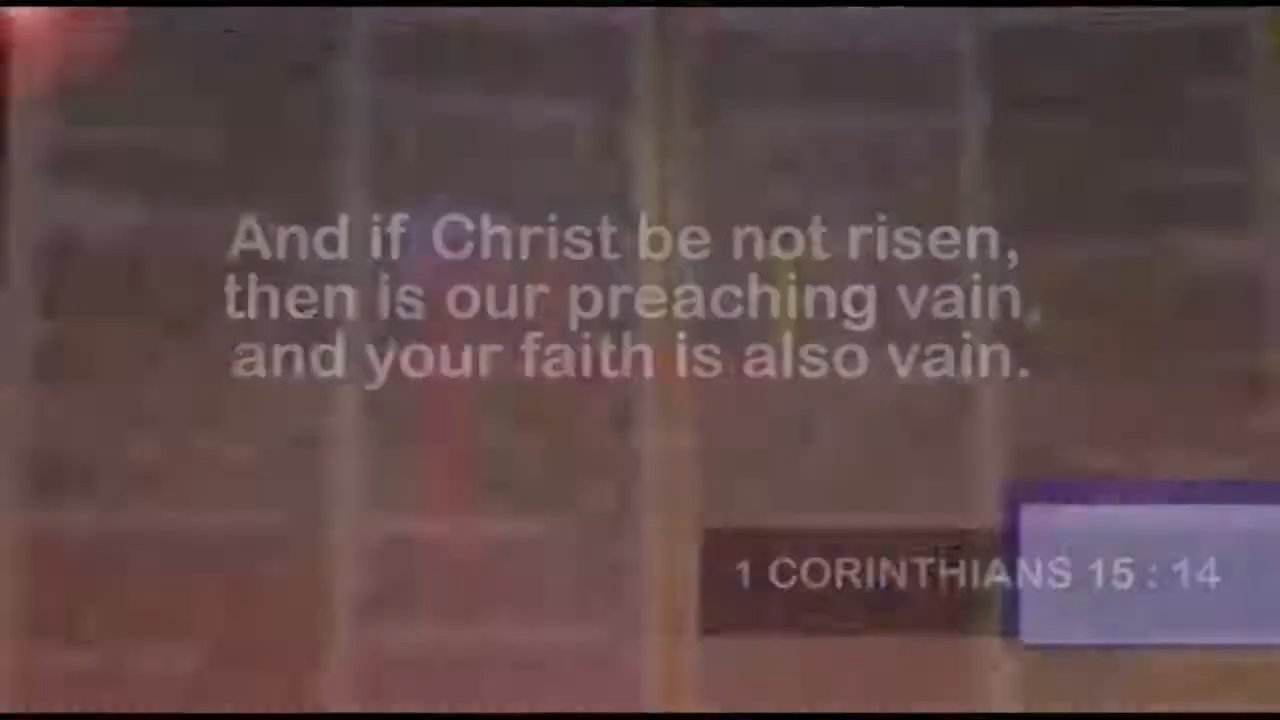 And if Christ be not risen,
then is our preaching vain,
and your faith is also vain.
1 CORINTHIANS 15 : 14